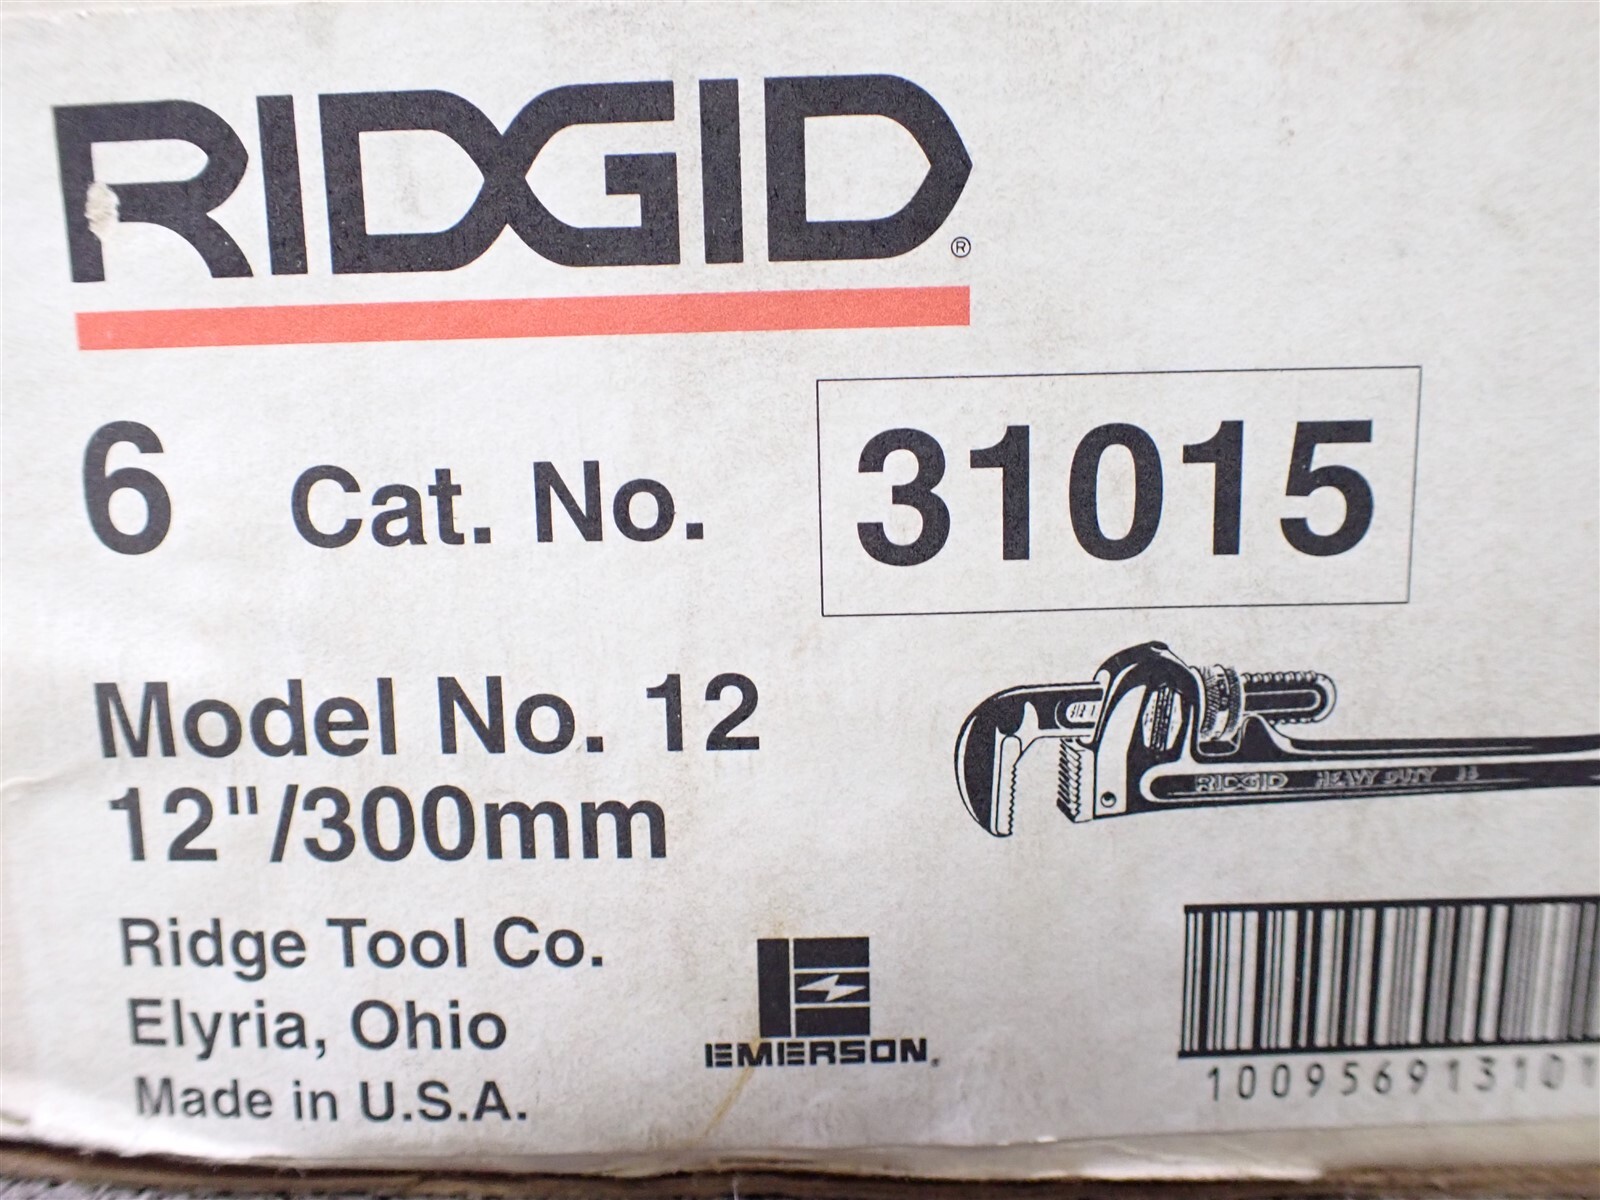 RIDGID®
6 Cat. No. 31015
Model No. 12
12"/300mm
RIDGID HEAVY DUTY
Ridge Tool Co.
Elyria, Ohio
Made in U.S.A.
EMERSON.
10095691310